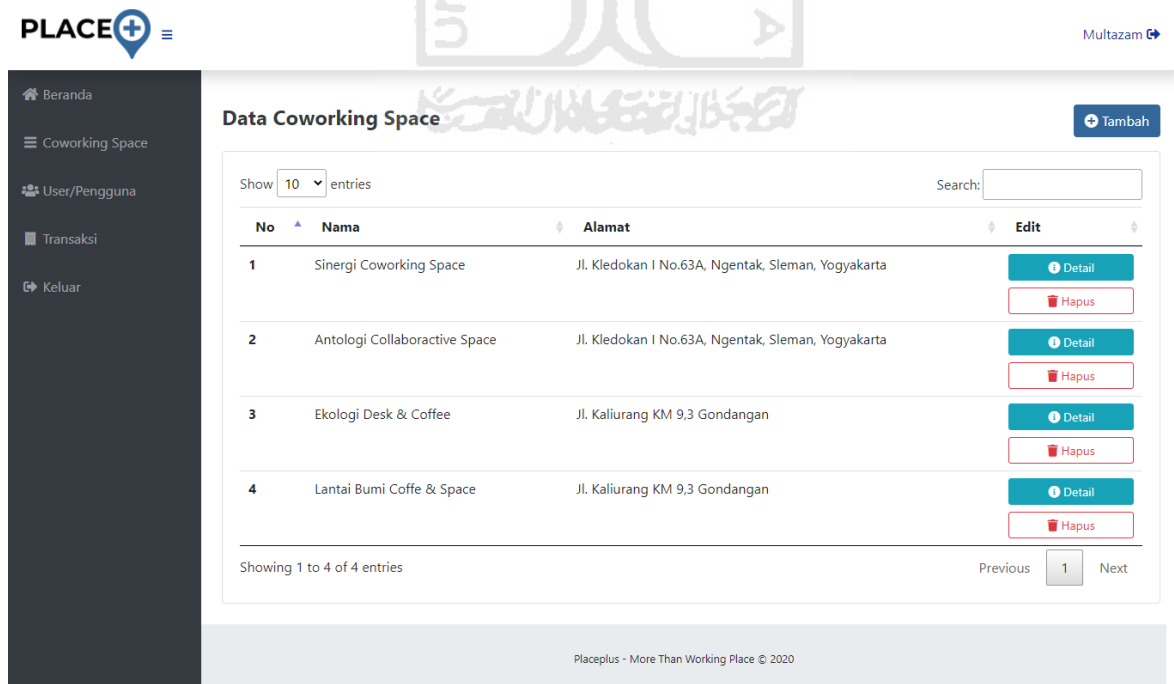 PLACE
Multazam
Beranda
Coworking Space
User/Pengguna
Transaksi
Keluar
Data Coworking Space
Tambah
Show 10 entries
Search:
No Nama Alamat Edit
1 Sinergi Coworking Space Jl. Kledokan I No.63A, Ngentak, Sleman, Yogyakarta Detail
Hapus
2 Antologi Collaboractive Space Jl. Kledokan I No.63A, Ngentak, Sleman, Yogyakarta Detail
Hapus
3 Ekologi Desk & Coffee Jl. Kaliurang KM 9,3 Gondangan Detail
Hapus
4 Lantai Bumi Coffe & Space Jl. Kaliurang KM 9,3 Gondangan Detail
Hapus
Showing 1 to 4 of 4 entries
Previous 1 Next
Placeplus - More Than Working Place © 2020